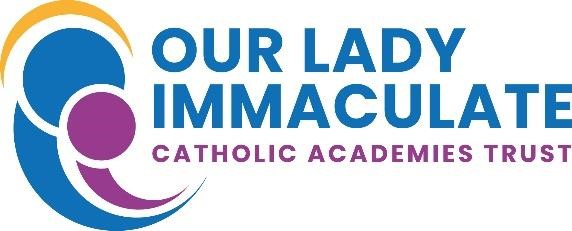 OUR LADY
IMMACULATE
CATHOLIC ACADEMIES TRUST